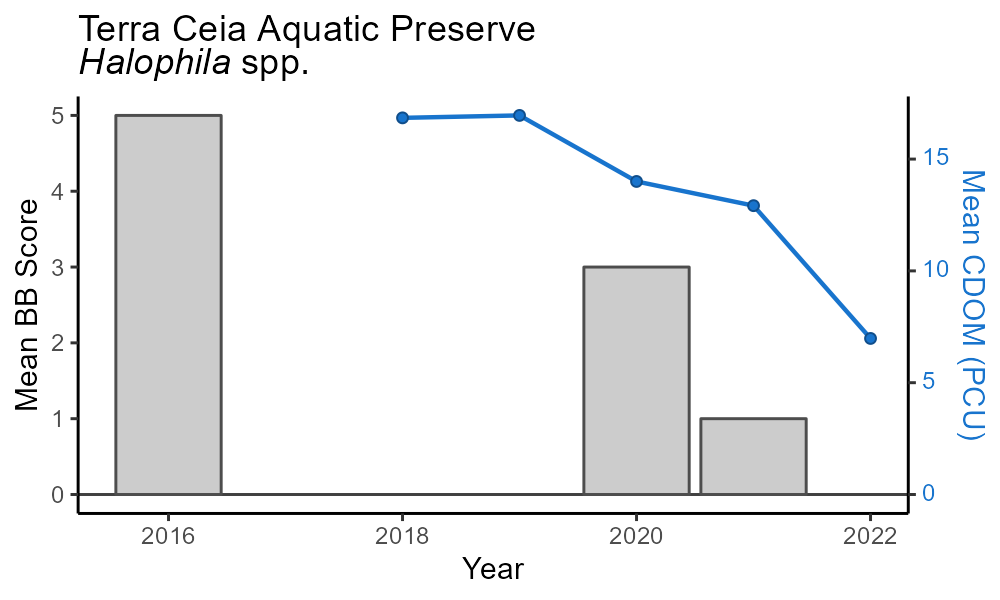 Terra Ceia Aquatic Preserve
Halophila spp.
5
4
3
2
1
0
Mean BB Score
15
10
5
0
Mean CDOM (PCU)
2016
2018
2020
2022
Year